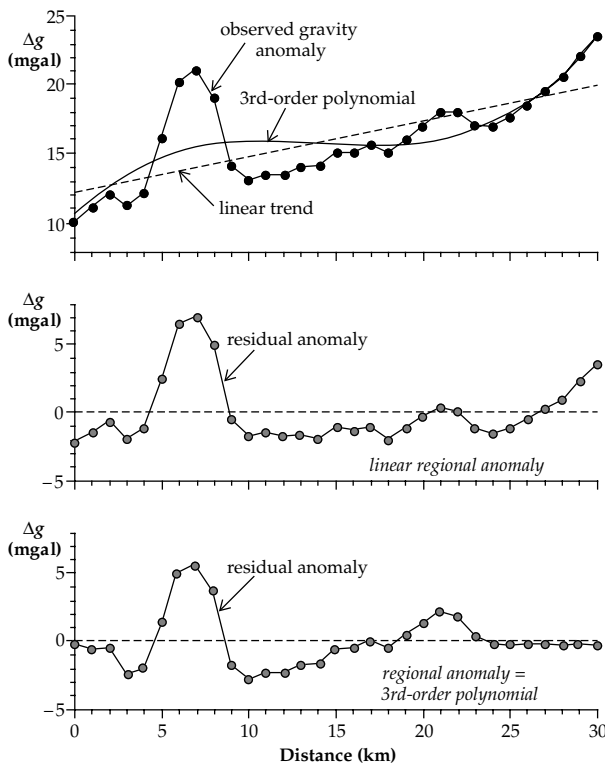 25
Δg
(mgal)
observed gravity
anomaly
20
3rd-order polynomial
15
linear trend
10
Δg
(mgal)
5
residual anomaly
0
linear regional anomaly
−5
Δg
(mgal)
5
residual anomaly
0
regional anomaly =
3rd-order polynomial
−5
0 5 10 15 20 25 30
Distance (km)